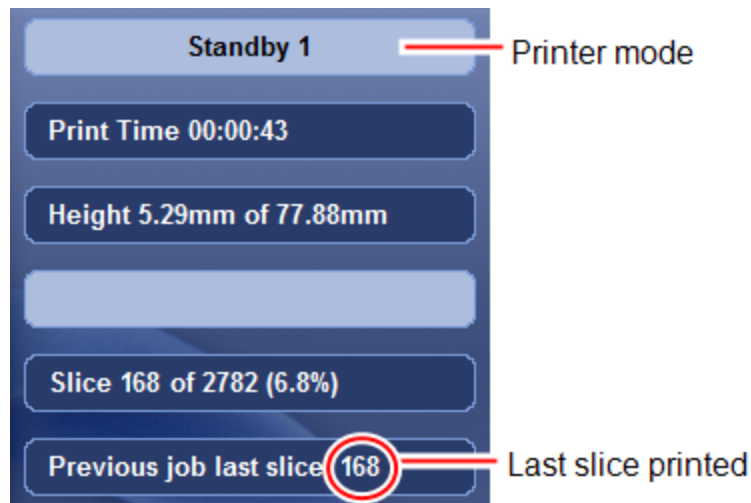 Standby 1
Printer mode
Print Time 00:00:43
Height 5.29mm of 77.88mm
Slice 168 of 2782 (6.8%)
Previous job last slice 168
Last slice printed